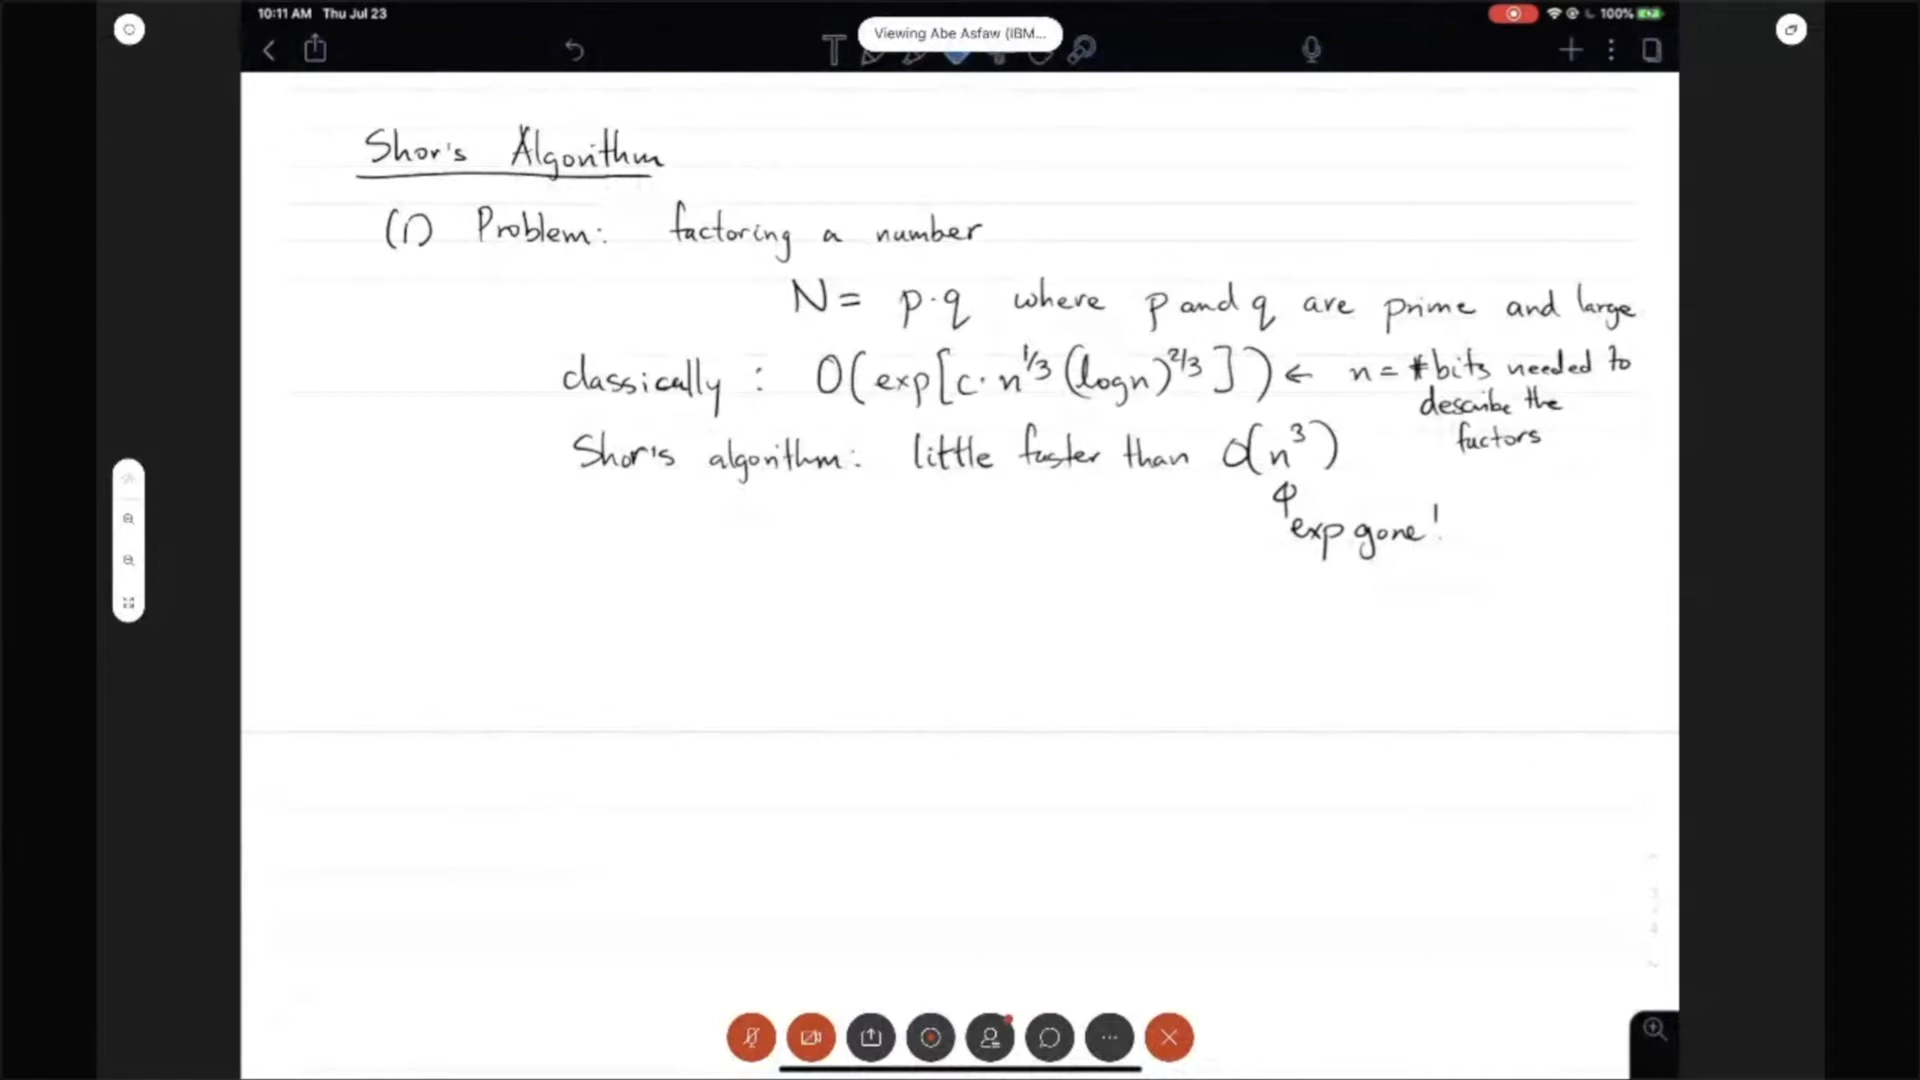 10:11 AM Thu Jul 23
100%
Viewing Abe Asfaw (IBM...
Shor's Algorithm
(1) Problem: factoring a number
N = p·q where p and q are prime and large
classically : O(exp[c·n^1/3 (log n)^2/3]) ← n = # bits needed to
describe the
factors
Shor's algorithm: little faster than O(n^3)
exp gone!